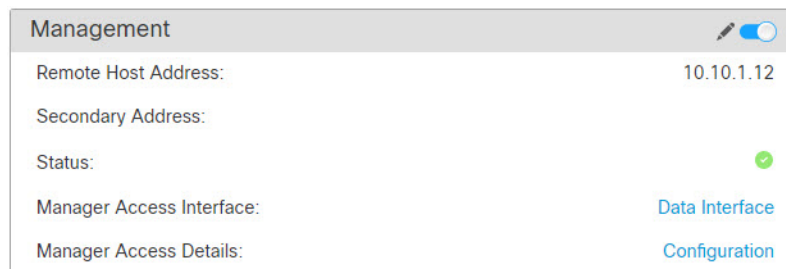 Management
Remote Host Address: 10.10.1.12
Secondary Address:
Status:
Manager Access Interface: Data Interface
Manager Access Details: Configuration